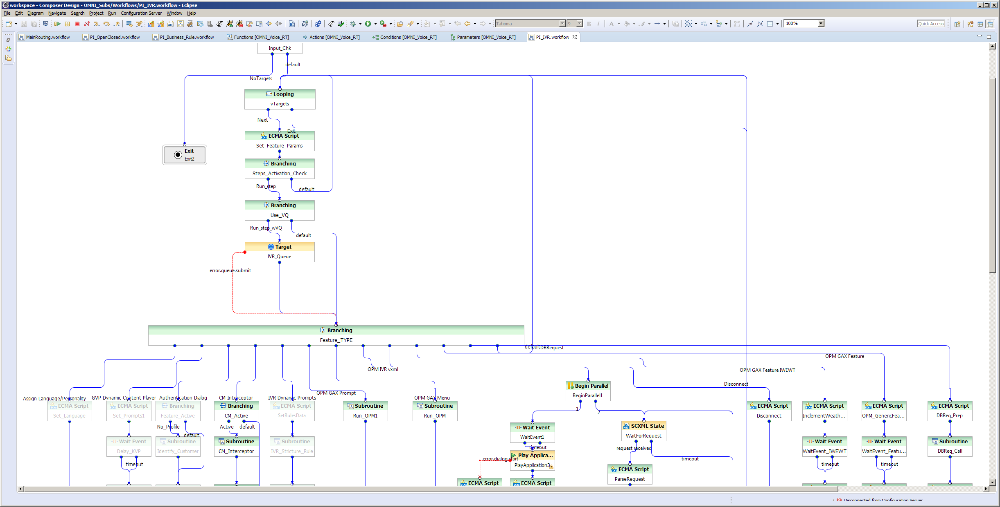 workspace - Composer Design - OMNI_Subs/Workflows/PI_IVR.workflow - Eclipse
File Edit Diagram Navigate Search Project Run Configuration Server Window Help
Tahoma 9 B I A 100% Quick Access
MainRouting.workflow PI_OpenClosed.workflow PI_Business_Rule.workflow Functions [OMNI_Voice_RT] Actions [OMNI_Voice_RT] Conditions [OMNI_Voice_RT] Parameters [OMNI_Voice_RT] PI_IVR.workflow
Input_Chk
default
NoTargets
Looping
vTargets
Next
Exit
ECMA Script
Set_Feature_Params
Exit
Exit2
Branching
Steps_Activation_Check
Run_step
default
Branching
Use_VQ
Run_step_wVQ
default
Target
IVR_Queue
error.queue.submit
Branching
Feature_TYPE
default DBRequest
OPM GAX Feature
OPM IVR vxml
OPM GAX Feature IWEWT
Disconnect
Begin Parallel
BeginParallel1
OPM GAX Prompt
Assign Language/Personality GVP Dynamic Content Player Authentication Dialog CM Interceptor IVR Dynamic Prompts OPM GAX Menu
ECMA Script ECMA Script Branching Branching ECMA Script Subroutine Subroutine ECMA Script ECMA Script ECMA Script ECMA Script
Set_Language Set_Prompts1 Feature_Active CM_Active SetRulesData Run_OPM1 Run_OPM Disconnect InclementWeath... OPM_GenericFea... DBReq_Prep
1 2
No_Profile default Active default
Wait Event
WaitEvent1
timeout
SCXML State
WaitForRequest
request received
timeout
Wait Event Subroutine Subroutine Subroutine Wait Event Wait Event Subroutine
Delay_KVP Identify_Customer CM_Interceptor IVR_Stricture_Rule WaitEvent_IWEWT WaitEvent_Featu... DBReq_Call
timeout timeout timeout
Play Applica...
PlayApplication3
error.dialog.start
ECMA Script
ParseRequest
ECMA Script ECMA Script
Disconnected from Configuration Server